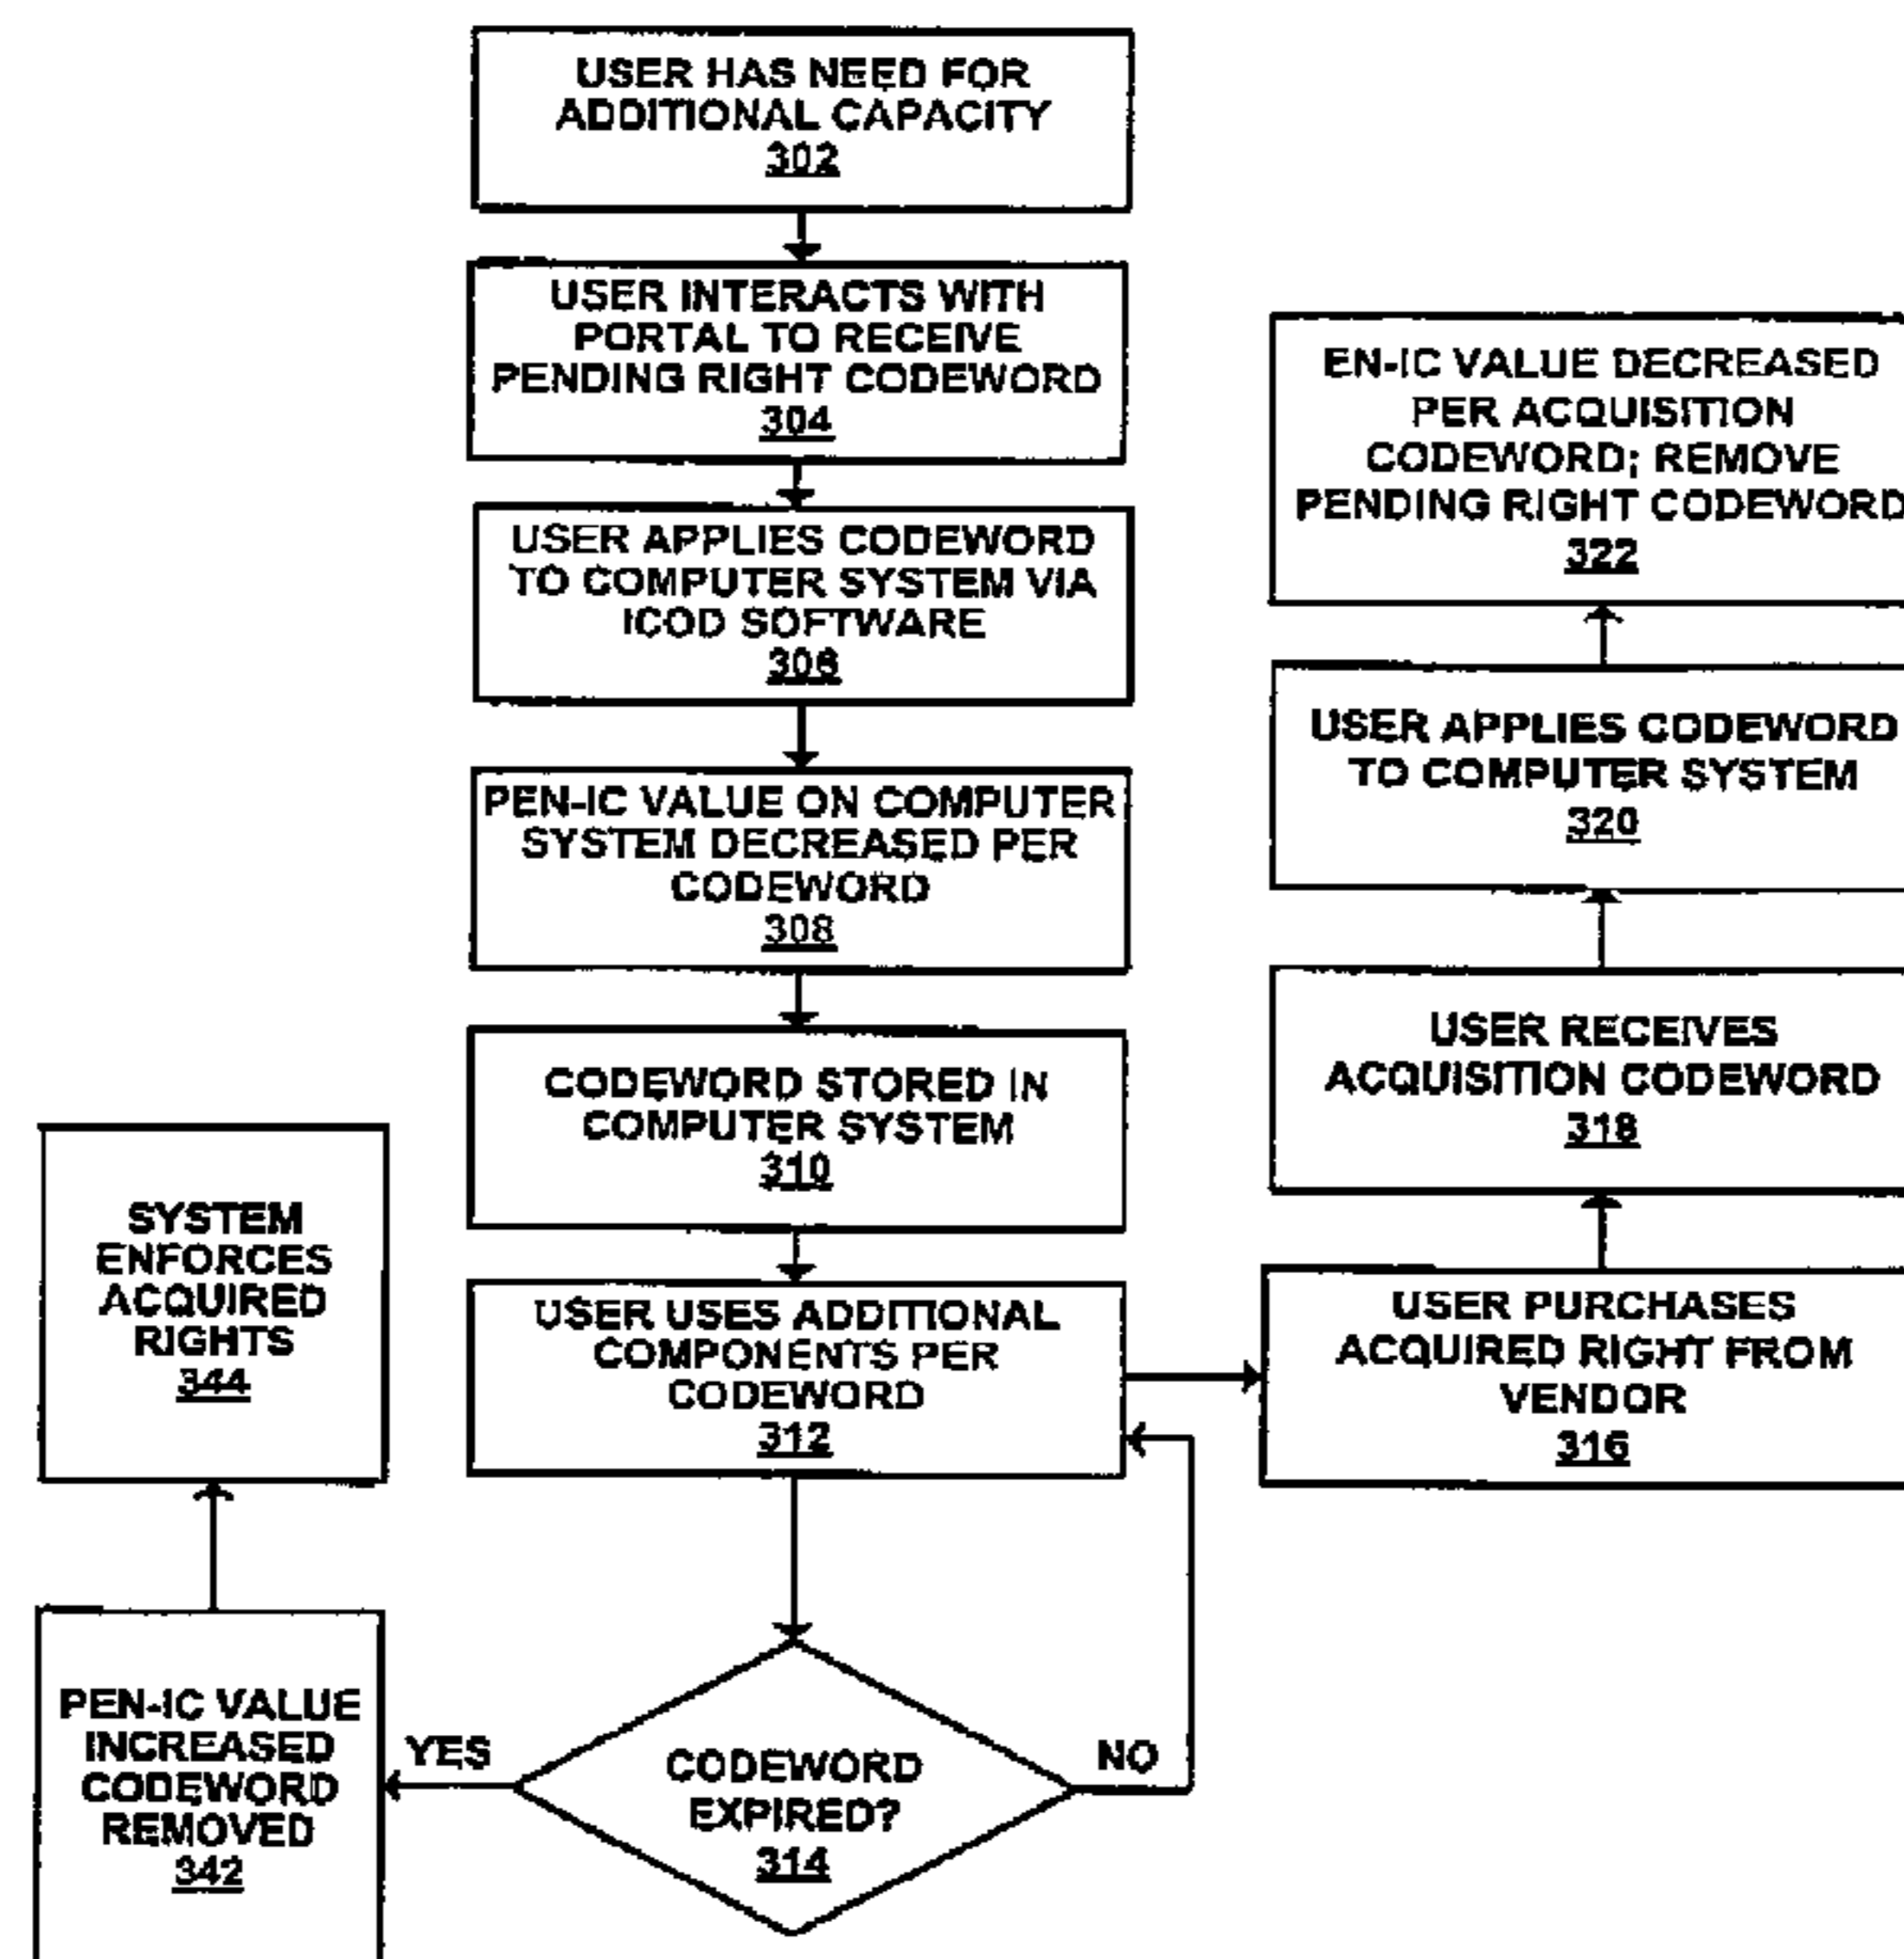 USER HAS NEED FOR
ADDITIONAL CAPACITY
302
USER INTERACTS WITH
PORTAL TO RECEIVE
PENDING RIGHT CODEWORD
304
USER APPLIES CODEWORD
TO COMPUTER SYSTEM VIA
ICOD SOFTWARE
306
PEN-IC VALUE ON COMPUTER
SYSTEM DECREASED PER
CODEWORD
308
CODEWORD STORED IN
COMPUTER SYSTEM
310
USER USES ADDITIONAL
COMPONENTS PER
CODEWORD
312
CODEWORD
EXPIRED?
314
YES
NO
PEN-IC VALUE
INCREASED
CODEWORD
REMOVED
342
SYSTEM
ENFORCES
ACQUIRED
RIGHTS
344
USER PURCHASES
ACQUIRED RIGHT FROM
VENDOR
316
USER RECEIVES
ACQUISITION CODEWORD
318
USER APPLIES CODEWORD
TO COMPUTER SYSTEM
320
EN-IC VALUE DECREASED
PER ACQUISITION
CODEWORD; REMOVE
PENDING RIGHT CODEWORD
322